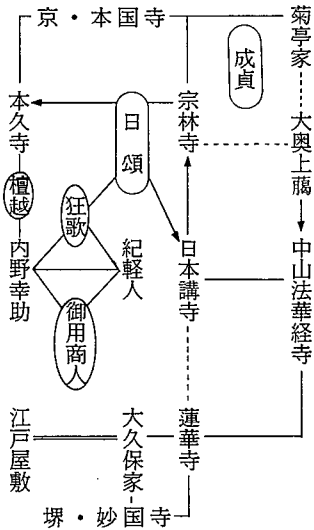 京・本国寺
菊亭家
成貞
大奥上﨟
中山法華経寺
宗林寺
日頌
本久寺
檀越
狂歌
内野幸助
紀軽人
日本講寺
御用商人
江戸屋敷
大久保家
蓮華寺
堺・妙国寺